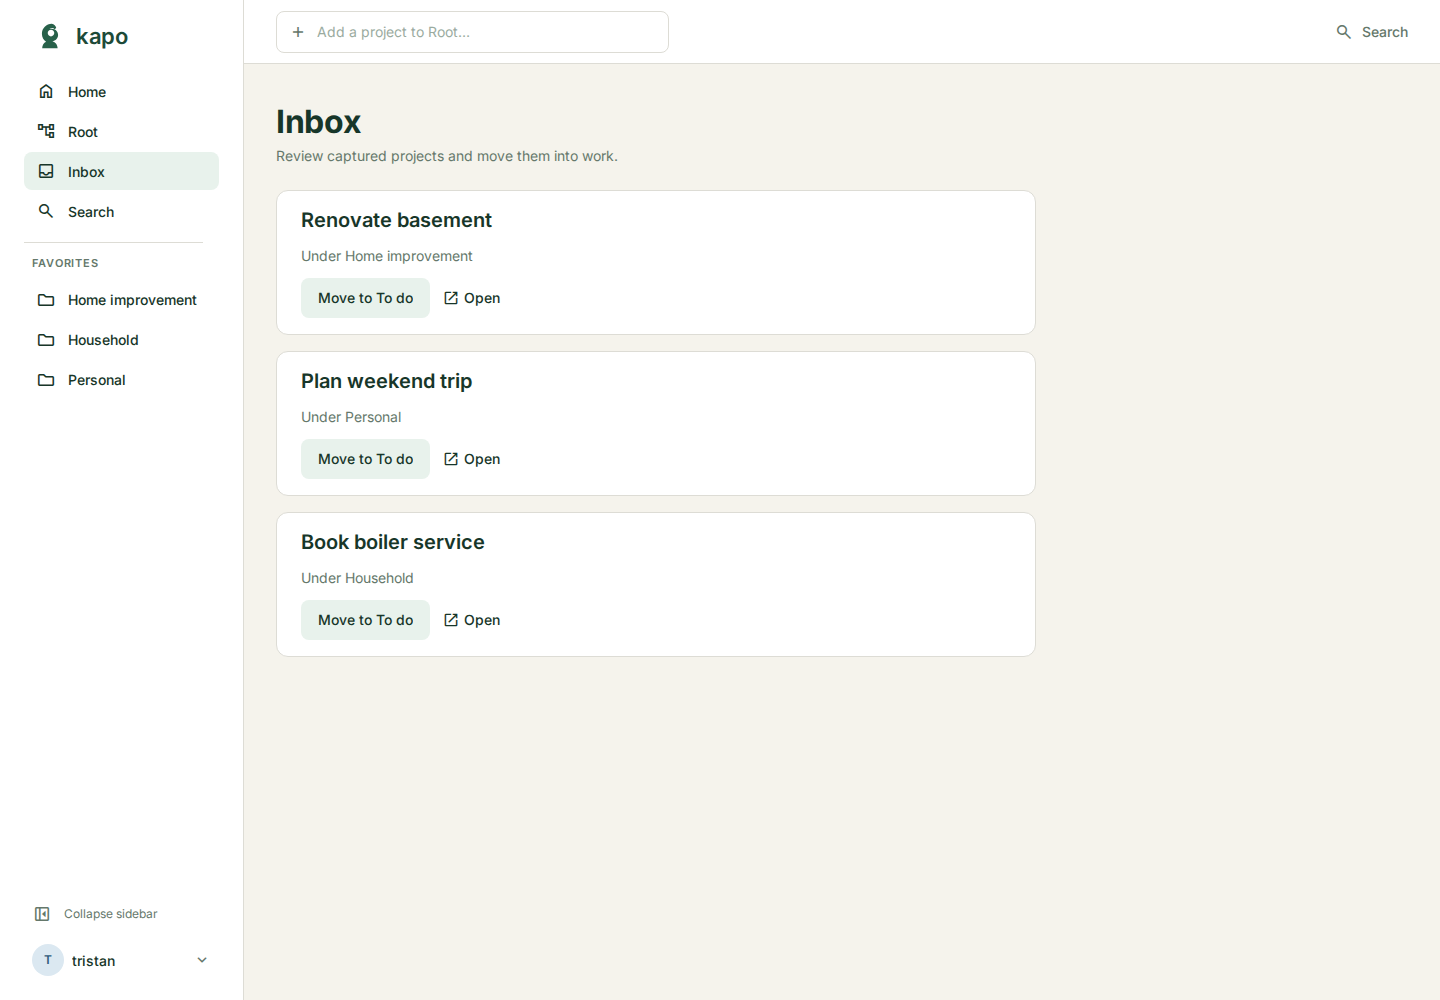 kapo
Add a project to Root...
Search
Home
Root
Inbox
Search
FAVORITES
Home improvement
Household
Personal
Inbox
Review captured projects and move them into work.
Renovate basement
Under Home improvement
Move to To do
Open
Plan weekend trip
Under Personal
Move to To do
Open
Book boiler service
Under Household
Move to To do
Open
Collapse sidebar
T
tristan